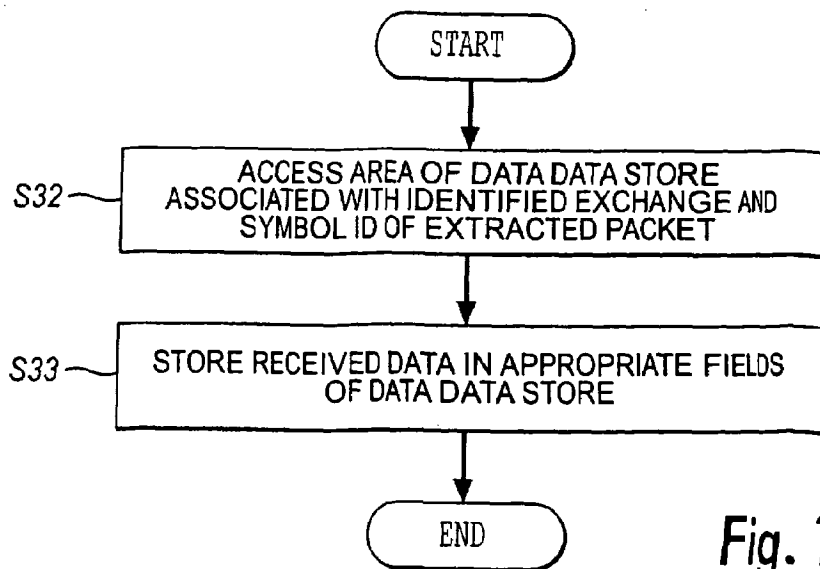 START
S32
ACCESS AREA OF DATA DATA STORE
ASSOCIATED WITH IDENTIFIED EXCHANGE AND
SYMBOL ID OF EXTRACTED PACKET
S33
STORE RECEIVED DATA IN APPROPRIATE FIELDS
OF DATA DATA STORE
END
Fig.